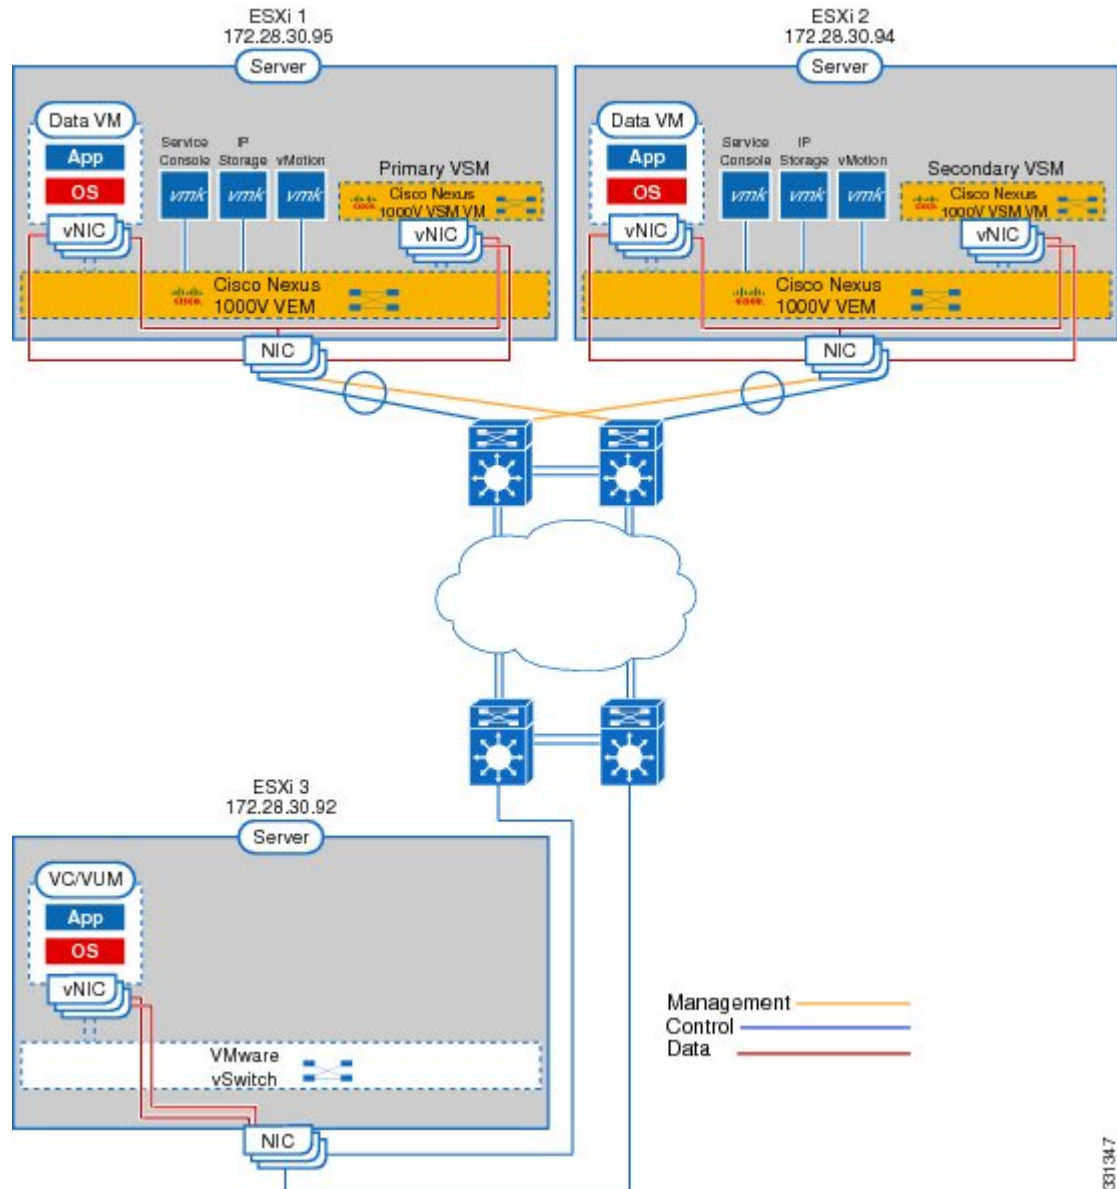 ESXi 1
172.28.30.95
Server
Data VM
App
OS
vNIC
Service
Console
IP
Storage
vMotion
vmk
vmk
vmk
Primary VSM
CISCO
Cisco Nexus
1000V VSM VM
vNIC
CISCO
Cisco Nexus
1000V VEM
NIC
ESXi 2
172.28.30.94
Server
Data VM
App
OS
vNIC
Service
Console
IP
Storage
vMotion
vmk
vmk
vmk
Secondary VSM
CISCO
Cisco Nexus
1000V VSM VM
vNIC
CISCO
Cisco Nexus
1000V VEM
NIC
ESXi 3
172.28.30.92
Server
VC/VUM
App
OS
vNIC
VMware
vSwitch
NIC
Management
Control
Data
331347